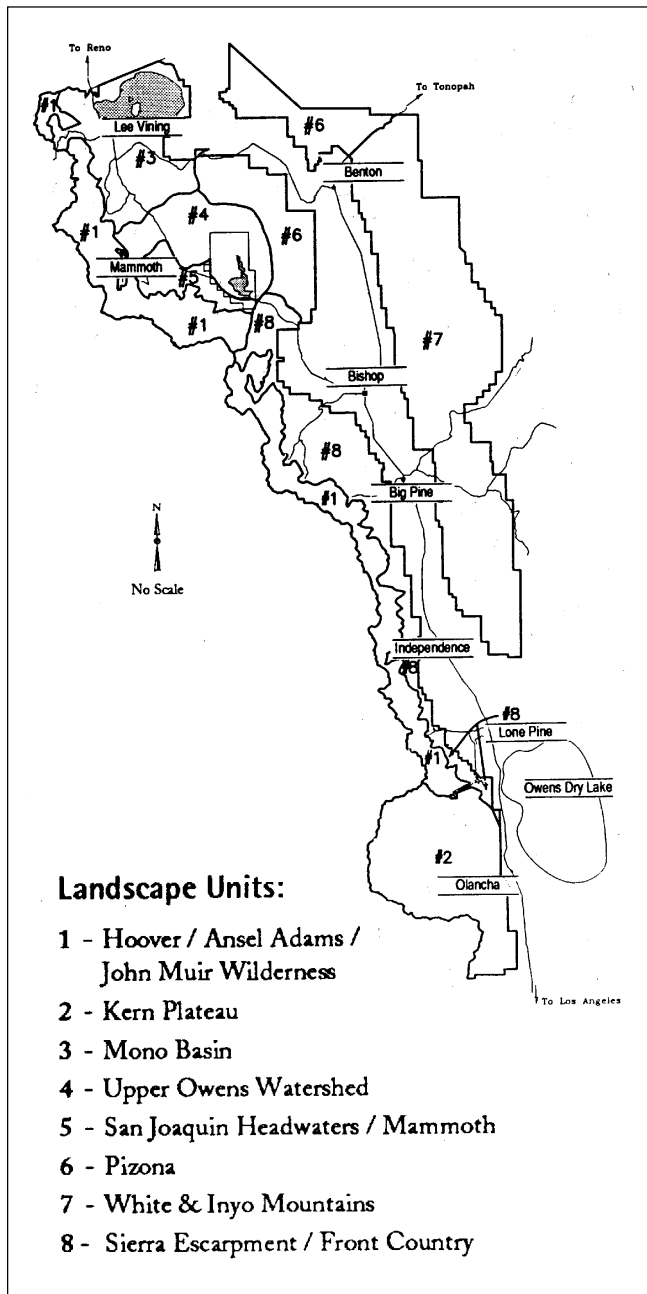 To Reno
To Tonopah
#1
Lee Vining
#6
#3
Benton
#4
#1
#6
Mammoth
#5
#1
#8
#7
Bishop
#8
#1
Big Pine
N
No Scale
Independence
#8
#8
Lone Pine
#1
Owens Dry Lake
#2
Olancha
To Los Angeles
Landscape Units:
1 - Hoover / Ansel Adams /
John Muir Wilderness
2 - Kern Plateau
3 - Mono Basin
4 - Upper Owens Watershed
5 - San Joaquin Headwaters / Mammoth
6 - Pizona
7 - White & Inyo Mountains
8 - Sierra Escarpment / Front Country